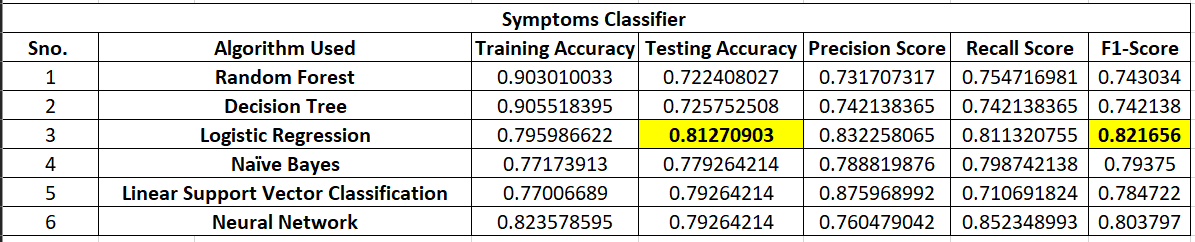 Symptoms Classifier
Sno. Algorithm Used Training Accuracy Testing Accuracy Precision Score Recall Score F1-Score
1 Random Forest 0.903010033 0.722408027 0.731707317 0.754716981 0.743034
2 Decision Tree 0.905518395 0.725752508 0.742138365 0.742138365 0.742138
3 Logistic Regression 0.795986622 0.81270903 0.832258065 0.811320755 0.821656
4 Naïve Bayes 0.77173913 0.779264214 0.788819876 0.798742138 0.79375
5 Linear Support Vector Classification 0.77006689 0.79264214 0.875968992 0.710691824 0.784722
6 Neural Network 0.823578595 0.79264214 0.760479042 0.852348993 0.803797